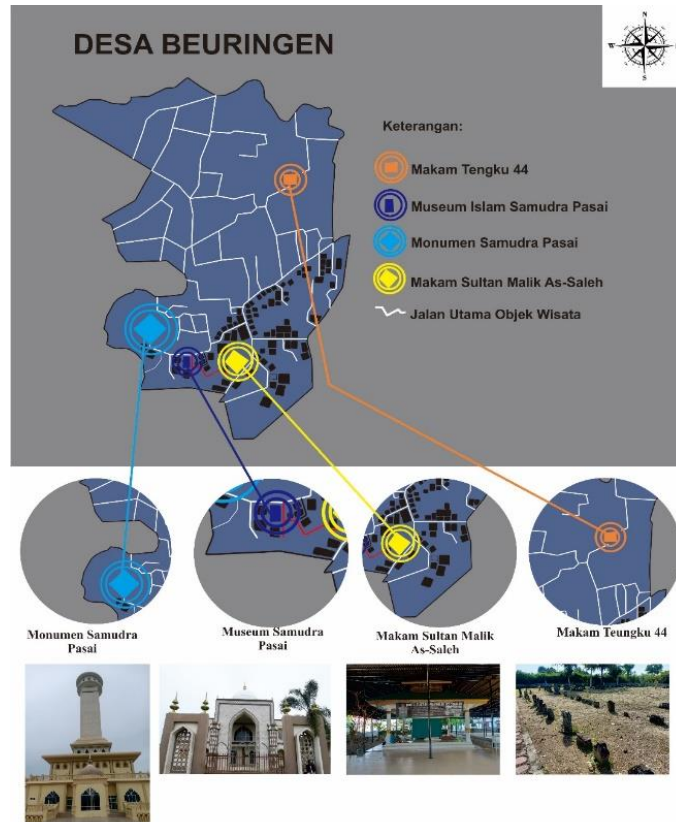 DESA BEURINGEN
N
W
S
Keterangan:
Makam Tengku 44
Museum Islam Samudra Pasai
Monumen Samudra Pasai
Makam Sultan Malik As-Saleh
Jalan Utama Objek Wisata
Monumen Samudra
Pasai
Museum Samudra
Pasai
Makam Sultan Malik
As-Saleh
Makam Teungku 44